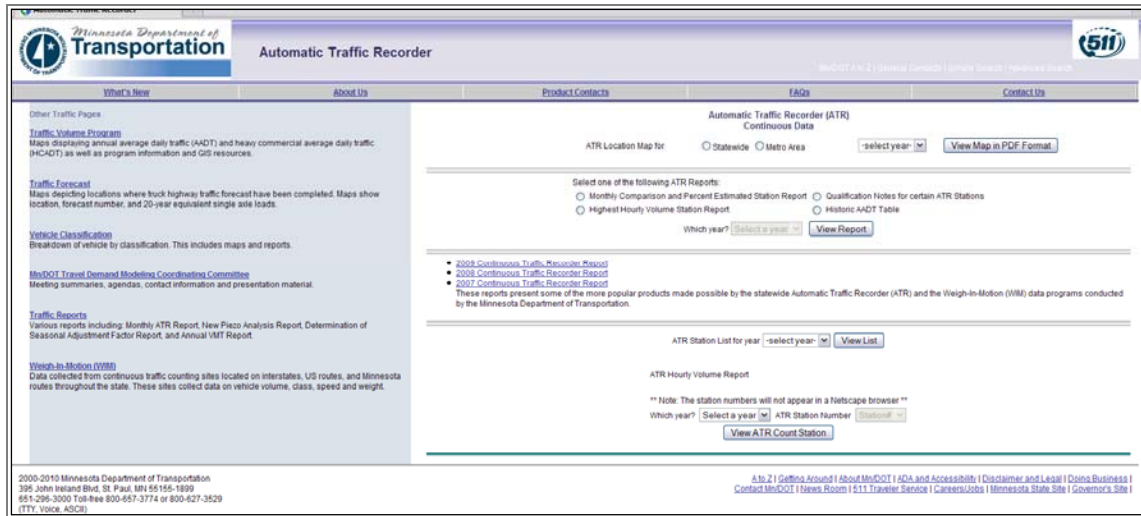 Automatic Traffic Recorder
Minnesota Department of
Transportation
MINNESOTA
DEPARTMENT OF TRANSPORTATION
Automatic Traffic Recorder
511
Mn/DOT A to Z | General Contacts |
| Advanced Search
What's New
About Us
Product Contacts
FAQs
Contact Us
Other Traffic Pages
Traffic Volume Program
Maps displaying annual average daily traffic (AADT) and heavy commercial average daily traffic
(HCADT) as well as program information and GIS resources.
Traffic Forecast
Maps depicting locations where truck highway traffic forecast have been completed. Maps show
location, forecast number, and 20-year equivalent single axle loads.
Vehicle Classification
Breakdown of vehicle by classification. This includes maps and reports.
Mn/DOT Travel Demand Modeling Coordinating Committee
Meeting summaries, agendas, contact information and presentation material.
Traffic Reports
Various reports including: Monthly ATR Report, New Piezo Analysis Report, Determination of
Seasonal Adjustment Factor Report, and Annual VMT Report.
Weigh-In-Motion (WIM)
Data collected from continuous traffic counting sites located on interstates, US routes, and Minnesota
routes throughout the state. These sites collect data on vehicle volume, class, speed and weight.
Automatic Traffic Recorder (ATR)
Continuous Data
ATR Location Map for Statewide Metro Area -select year- View Map in PDF Format
Select one of the following ATR Reports:
Monthly Comparison and Percent Estimated Station Report Qualification Notes for certain ATR Stations
Highest Hourly Volume Station Report Historic AADT Table
Which year? Select a year View Report
2009 Continuous Traffic Recorder Report
2008 Continuous Traffic Recorder Report
2007 Continuous Traffic Recorder Report
These reports present some of the more popular products made possible by the statewide Automatic Traffic Recorder (ATR) and the Weigh-In-Motion (WIM) data programs conducted
by the Minnesota Department of Transportation.
ATR Station List for year -select year- View List
ATR Hourly Volume Report
** Note: The station numbers will not appear in a Netscape browser **
Which year? Select a year ATR Station Number Station#
View ATR Count Station
2000-2010 Minnesota Department of Transportation
395 John Ireland Blvd, St. Paul, MN 55155-1899
651-296-3000 Toll-free 800-657-3774 or 800-627-3529
(TTY, Voice, ASCII)
A to Z | Getting Around | About Mn/DOT | ADA and Accessibility | Disclaimer and Legal | Doing Business |
Contact Mn/DOT | News Room | 511 Traveler Service | Careers/Jobs | Minnesota State Site | Governor's Site |